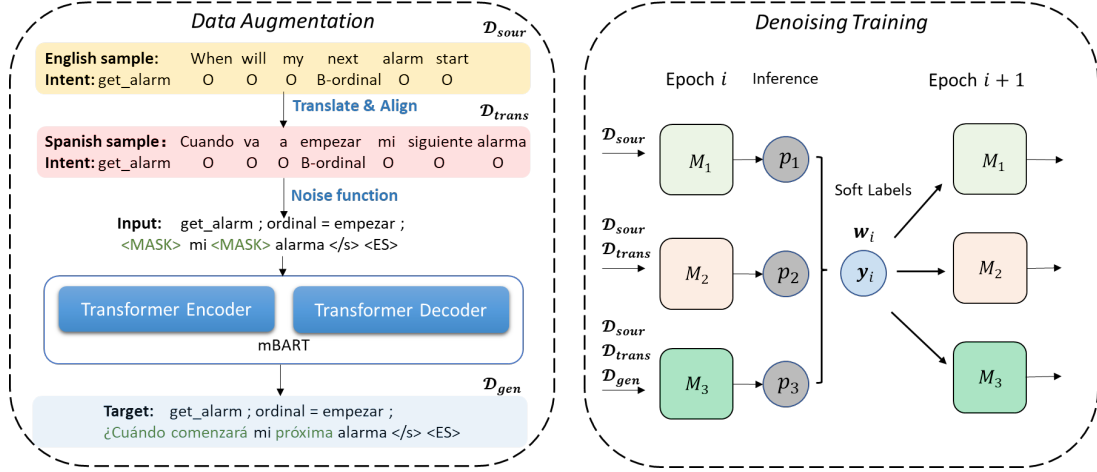 Data Augmentation
𝒟sour
English sample: When will my next alarm start
Intent: get_alarm O O O B-ordinal O O
Translate & Align
𝒟trans
Spanish sample: Cuando va a empezar mi siguiente alarma
Intent: get_alarm O O O B-ordinal O O O
Noise function
Input: get_alarm ; ordinal = empezar ;
<MASK> mi <MASK> alarma </s> <ES>
Transformer Encoder
Transformer Decoder
mBART
𝒟gen
Target: get_alarm ; ordinal = empezar ;
¿Cuándo comenzará mi próxima alarma </s> <ES>
Denoising Training
Epoch i
Inference
Epoch i + 1
𝒟sour
M1
p1
M1
Soft Labels
𝒟sour
𝒟trans
M2
p2
wi
yi
M2
𝒟sour
𝒟trans
𝒟gen
M3
p3
M3